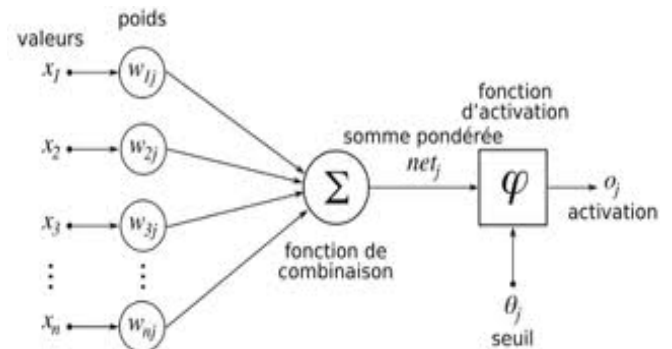 poids
valeurs
x1
w1j
x2
w2j
x3
w3j
⋮
⋮
xn
wnj
Σ
fonction de
combinaison
somme pondérée
netj
fonction
d'activation
φ
oj
activation
θj
seuil